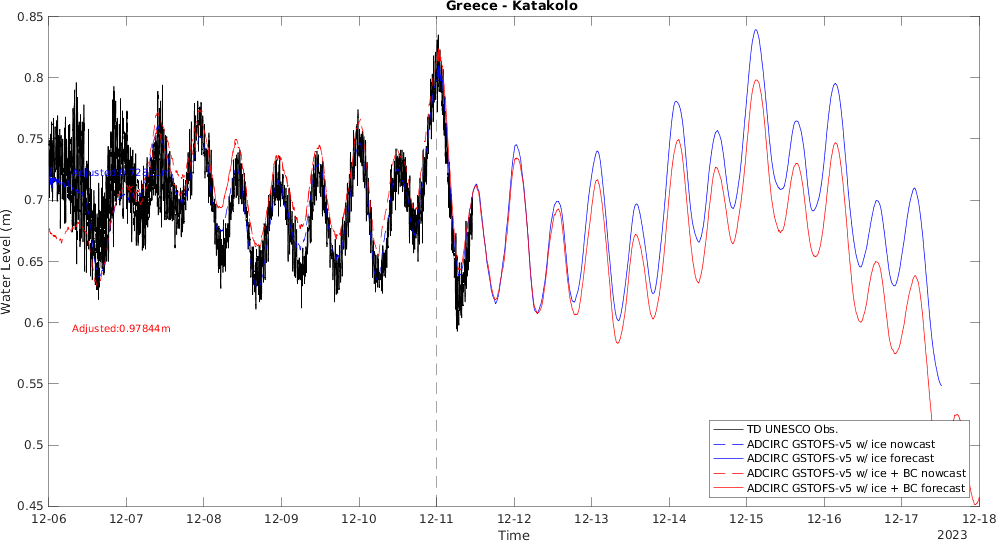 Greece - Katakolo
0.85
0.8
0.75
0.7
0.65
0.6
0.55
0.5
0.45
Water Level (m)
Adjusted:0.97844m
TD UNESCO Obs.
ADCIRC GSTOFS-v5 w/ ice nowcast
ADCIRC GSTOFS-v5 w/ ice forecast
ADCIRC GSTOFS-v5 w/ ice + BC nowcast
ADCIRC GSTOFS-v5 w/ ice + BC forecast
12-06 12-07 12-08 12-09 12-10 12-11 12-12 12-13 12-14 12-15 12-16 12-17 12-18
Time
2023